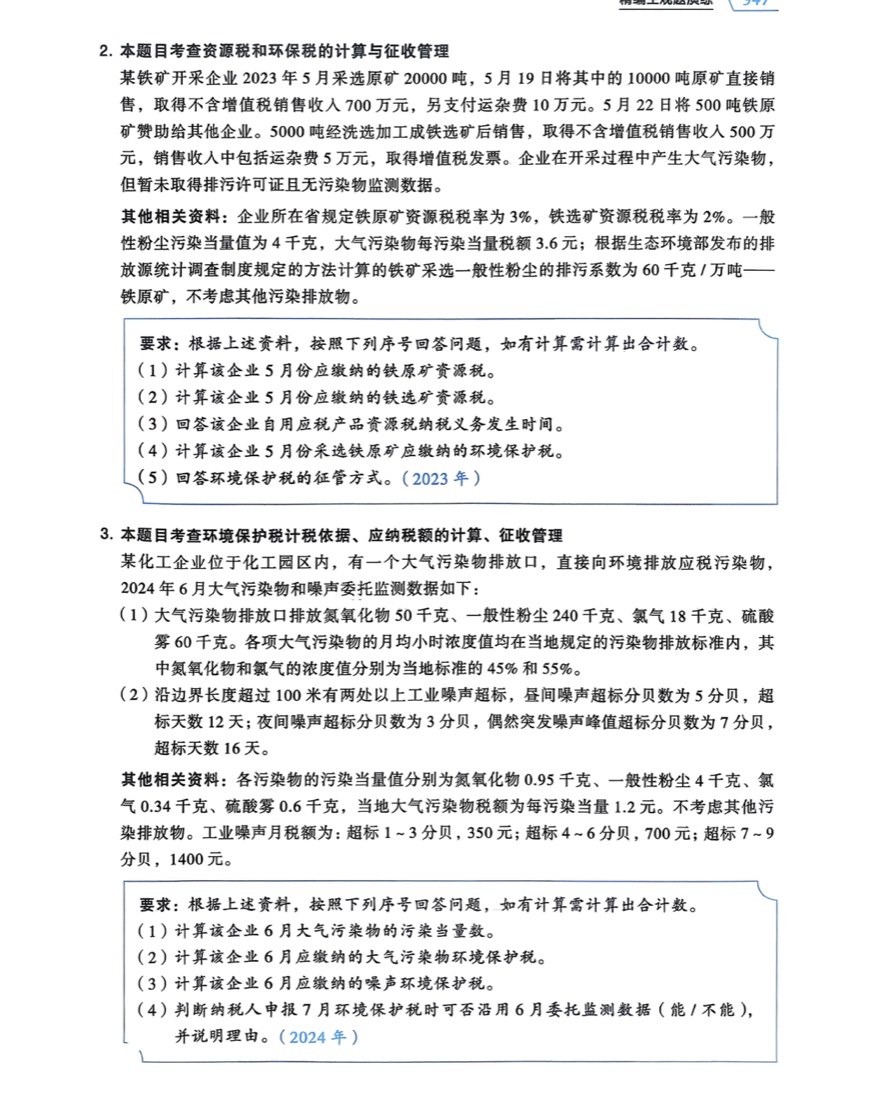 精编主观题演练 347
2. 本题目考查资源税和环保税的计算与征收管理
某铁矿开采企业 2023 年 5 月采选原矿 20000 吨，5 月 19 日将其中的 10000 吨原矿直接销
售，取得不含增值税销售收入 700 万元，另支付运杂费 10 万元。5 月 22 日将 500 吨铁原
矿赞助给其他企业。5000 吨经洗选加工成铁选矿后销售，取得不含增值税销售收入 500 万
元，销售收入中包括运杂费 5 万元，取得增值税发票。企业在开采过程中产生大气污染物，
但暂未取得排污许可证且无污染物监测数据。
其他相关资料：企业所在省规定铁原矿资源税税率为 3%，铁选矿资源税税率为 2%。一般
性粉尘污染当量值为 4 千克，大气污染物每污染当量税额 3.6 元；根据生态环境部发布的排
放源统计调查制度规定的方法计算的铁矿采选一般性粉尘的排污系数为 60 千克 / 万吨——
铁原矿，不考虑其他污染排放物。
要求：根据上述资料，按照下列序号回答问题，如有计算需计算出合计数。
（1）计算该企业 5 月份应缴纳的铁原矿资源税。
（2）计算该企业 5 月份应缴纳的铁选矿资源税。
（3）回答该企业自用应税产品资源税纳税义务发生时间。
（4）计算该企业 5 月份采选铁原矿应缴纳的环境保护税。
（5）回答环境保护税的征管方式。（2023 年）
3. 本题目考查环境保护税计税依据、应纳税额的计算、征收管理
某化工企业位于化工园区内，有一个大气污染物排放口，直接向环境排放应税污染物，
2024 年 6 月大气污染物和噪声委托监测数据如下：
（1）大气污染物排放口排放氮氧化物 50 千克、一般性粉尘 240 千克、氯气 18 千克、硫酸
雾 60 千克。各项大气污染物的月均小时浓度值均在当地规定的污染物排放标准内，其
中氮氧化物和氯气的浓度值分别为当地标准的 45% 和 55%。
（2）沿边界长度超过 100 米有两处以上工业噪声超标，昼间噪声超标分贝数为 5 分贝，超
标天数 12 天；夜间噪声超标分贝数为 3 分贝，偶然突发噪声峰值超标分贝数为 7 分贝，
超标天数 16 天。
其他相关资料：各污染物的污染当量值分别为氮氧化物 0.95 千克、一般性粉尘 4 千克、氯
气 0.34 千克、硫酸雾 0.6 千克，当地大气污染物税额为每污染当量 1.2 元。不考虑其他污
染排放物。工业噪声月税额为：超标 1~3 分贝，350 元；超标 4~6 分贝，700 元；超标 7~9
分贝，1400 元。
要求：根据上述资料，按照下列序号回答问题，如有计算需计算出合计数。
（1）计算该企业 6 月大气污染物的污染当量数。
（2）计算该企业 6 月应缴纳的大气污染物环境保护税。
（3）计算该企业 6 月应缴纳的噪声环境保护税。
（4）判断纳税人申报 7 月环境保护税时可否沿用 6 月委托监测数据（能 / 不能），
并说明理由。（2024 年）